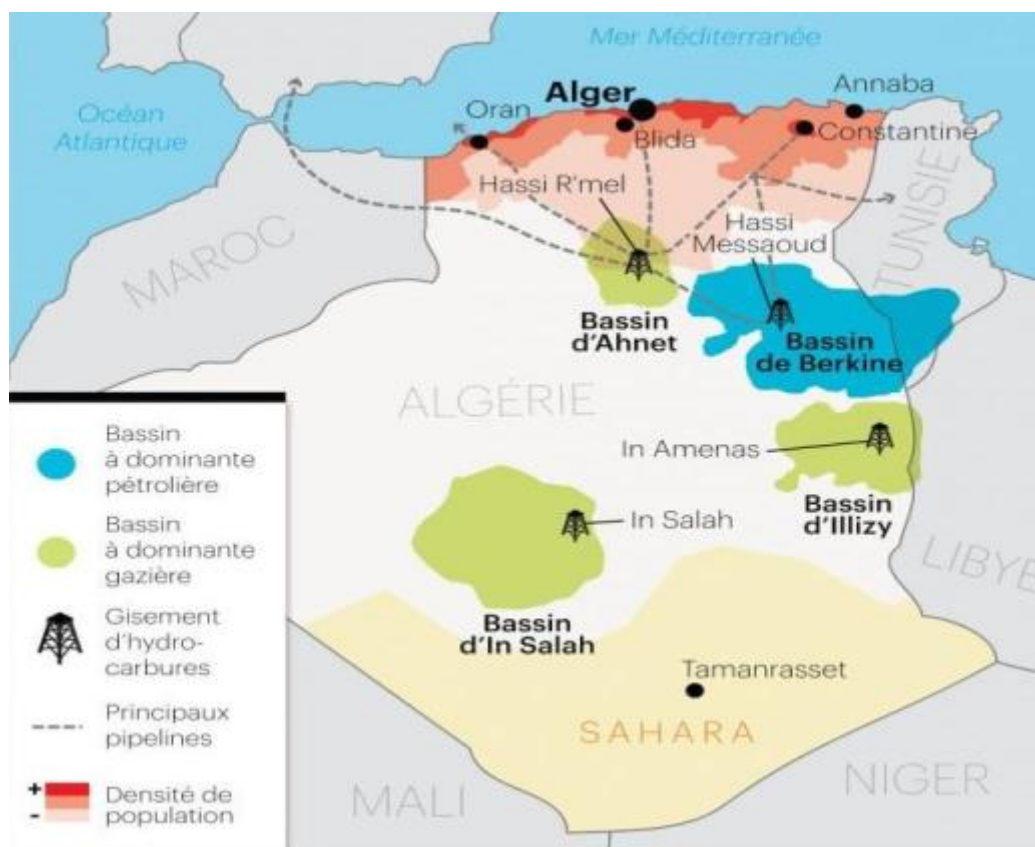 Mer Méditerranée
Océan
Atlantique
Alger
Annaba
Oran
Blida
Constantine
Hassi R'mel
Hassi
Messaoud
MAROC
TUNISIE
Bassin
d'Ahnet
Bassin
de Berkine
ALGÉRIE
In Amenas
Bassin
d'Illizy
In Salah
LIBYE
Bassin
d'In Salah
Tamanrasset
SAHARA
MALI
NIGER
Bassin
à dominante
pétrolière
Bassin
à dominante
gazière
Gisement
d'hydro-
carbures
Principaux
pipelines
+
-
Densité de
population